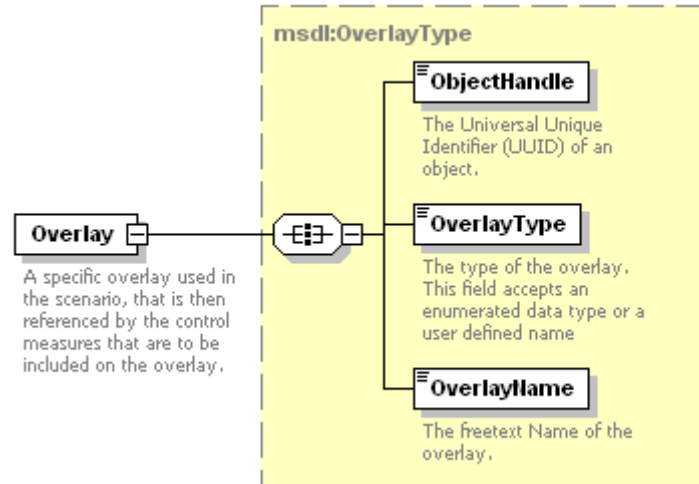 msdl:OverlayType
ObjectHandle
The Universal Unique
Identifier (UUID) of an
object.
Overlay
A specific overlay used in
the scenario, that is then
referenced by the control
measures that are to be
included on the overlay.
OverlayType
The type of the overlay.
This field accepts an
enumerated data type or a
user defined name
OverlayName
The freetext Name of the
overlay.